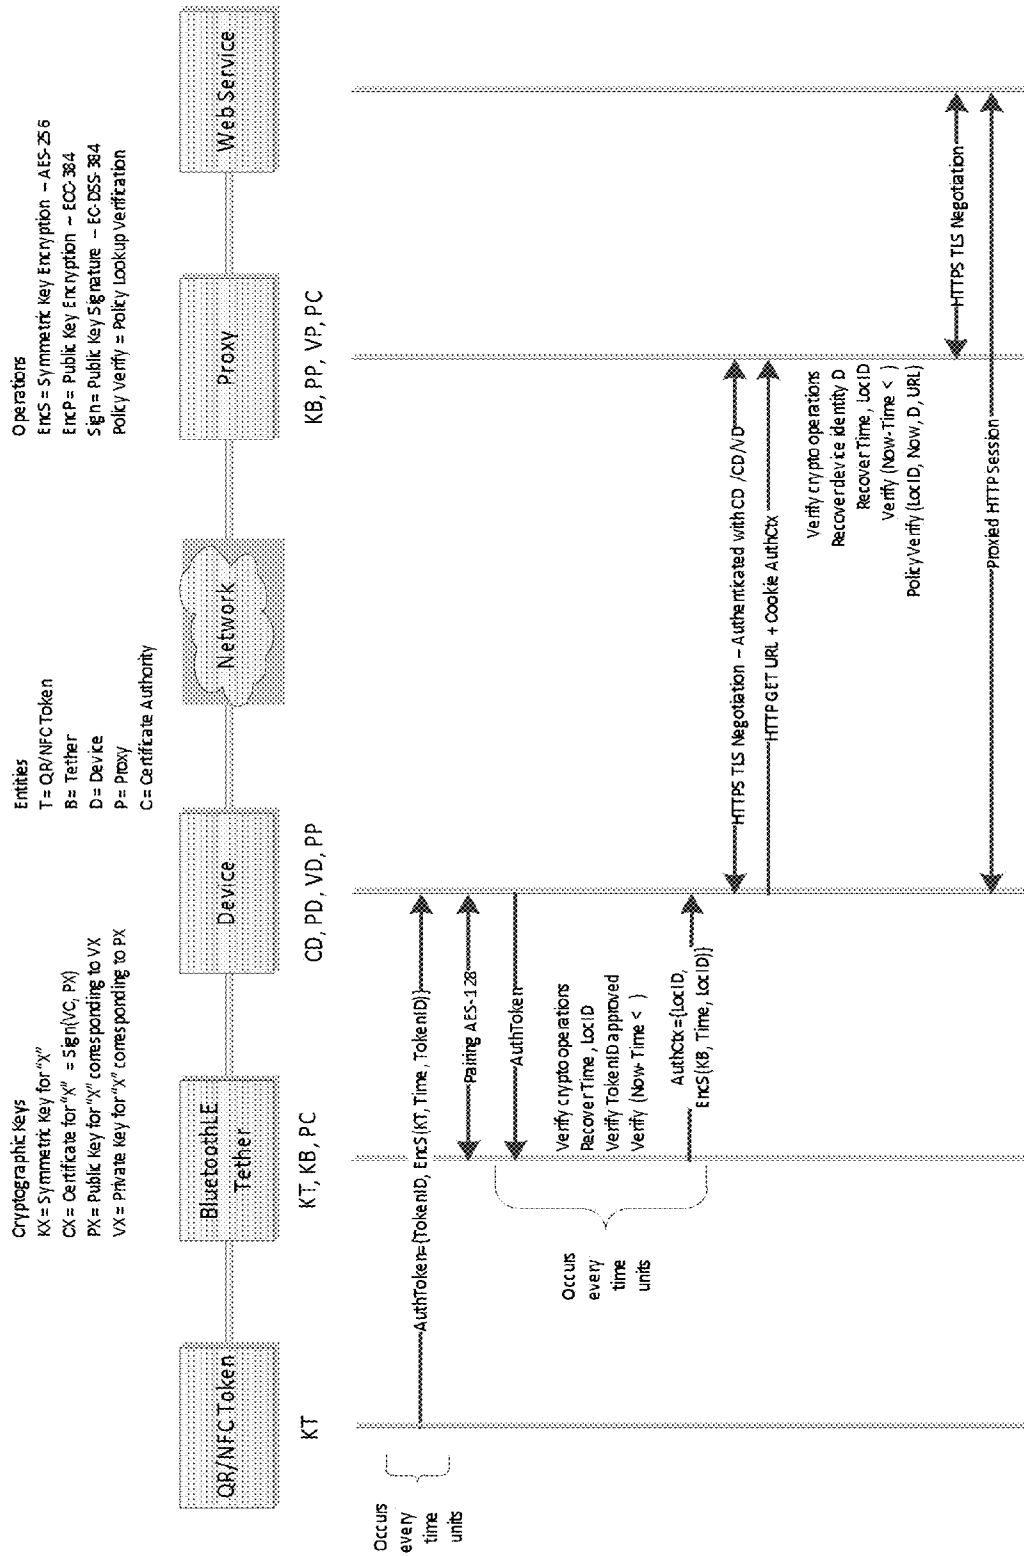 Cryptographic Keys
KX = Symmetric Key for "X"
CX = Certificate for "X" = Sign(VC, PX)
PX = Public Key for "X" corresponding to VX
VX = Private Key for "X" corresponding to PX
Entities
T = QR/NFC Token
B = Tether
D = Device
P = Proxy
C = Certificate Authority
Operations
EncS = Symmetric Key Encryption – AES-256
EncP = Public Key Encryption – ECC-384
Sign = Public Key Signature – EC-DSS-384
Policy Verify = Policy Lookup Verification
QR/NFC Token
BluetoothLE
Tether
Device
Network
Proxy
Web Service
KT
KT, KB, PC
CD, PD, VD, PP
KB, PP, VP, PC
Occurs
every
time
units
AuthToken={TokenID, EncS(KT, Time, TokenID)}
Pairing AES-128
AuthToken
Occurs
every
time
units
Verify crypto operations
Recover Time, LocID
Verify TokenID approved
Verify (Now-Time < )
AuthCtx={LocID,
EncS(KB, Time, LocID)}
HTTPS TLS Negotiation – Authenticated with CD/CD/VD
HTTP GET URL + Cookie AuthCtx
Verify crypto operations
Recover device identity D
Recover Time, LocID
Verify (Now-Time < )
PolicyVerify (LocID, Now, D, URL)
HTTPS TLS Negotiation
Proxied HTTP Session